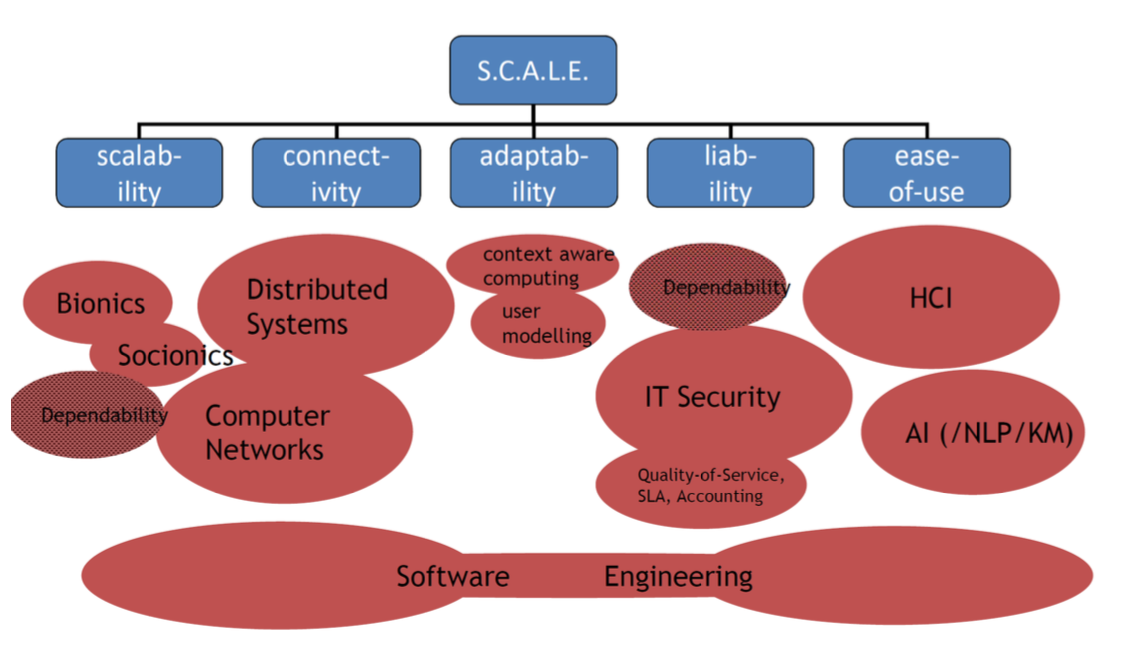 S.C.A.L.E.
scalab-
ility
connect-
ivity
adaptab-
ility
liab-
ility
ease-
of-use
Bionics
Socionics
Dependability
Distributed
Systems
Computer
Networks
context aware
computing
user
modelling
Dependability
IT Security
Quality-of-Service,
SLA, Accounting
HCI
AI (/NLP/KM)
Software Engineering